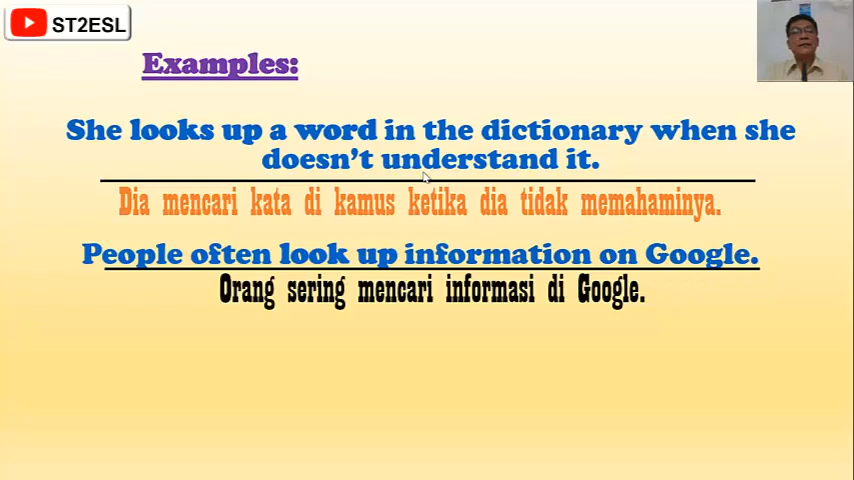 ST2ESL
Examples:
She looks up a word in the dictionary when she
doesn't understand it.
Dia mencari kata di kamus ketika dia tidak memahaminya.
People often look up information on Google.
Orang sering mencari informasi di Google.